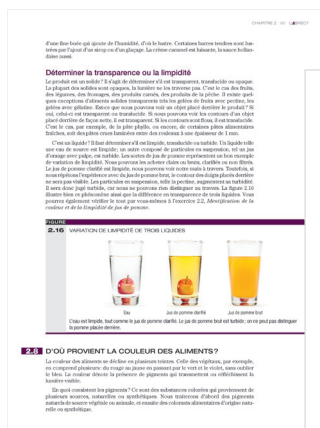 CHAPITRE 2
d'une fine buée qui ajoute de l'humidité, d'où le lustre. Certaines barres tendres sont lus-
trées par l'ajout d'un sirop ou d'un glaçage. La crème caramel est luisante, la sauce hollan-
daise aussi.
Déterminer la transparence ou la limpidité
Le produit est un solide ? Il s'agit de déterminer s'il est transparent, translucide ou opaque.
La plupart des solides sont opaques, la lumière ne les traverse pas. C'est le cas des fruits,
des légumes, des fromages, des produits carnés, des produits de la pêche. Il existe quel-
ques exceptions d'aliments solides transparents tels les gelées de fruits avec pectine, les
gelées avec gélatine. Est-ce que nous pouvons voir un objet placé derrière le produit ? Si
oui, celui-ci est transparent ou translucide. Si nous pouvons voir les contours d'un objet
placé derrière de façon nette, il est transparent. Si les contours sont flous, il est translucide.
C'est le cas, par exemple, de la pâte phyllo, ou encore, de certaines pâtes alimentaires
fraîches, soit des pâtes crues laminées entre des rouleaux à une épaisseur de 1 mm.
C'est un liquide ? Il faut déterminer s'il est limpide, translucide ou turbide. Un liquide telle
une eau de source est limpide; un autre composé de particules en suspension, tel un jus
d'orange avec pulpe, est turbide. Les sortes de jus de pomme représentent un bon exemple
de variation de limpidité. Nous pouvons les acheter clairs ou bruts, clarifiés ou non filtrés.
Le jus de pomme clarifié est limpide, nous pouvons voir notre main à travers. Toutefois, si
nous répétons l'expérience avec du jus de pomme brut, le contour des doigts placés derrière
ne sera pas visible. Les particules en suspension, telle la pectine, augmentent sa turbidité.
Il sera donc jugé turbide, car nous ne pouvons rien distinguer au travers. La figure 2.16
illustre bien ce phénomène ainsi que la différence en transparence de trois liquides. Vous
pourrez également vérifier le tout par vous-mêmes à l'exercice 2.2, Identification de la
couleur et de la limpidité de jus de pomme.
FIGURE
2.16 VARIATION DE LIMPIDITÉ DE TROIS LIQUIDES
Eau Jus de pomme clarifié Jus de pomme brut
L'eau est limpide, tout comme le jus de pomme clarifié. Le jus de pomme brut est turbide; on ne peut pas distinguer
la pomme placée derrière.
2.8 D'OÙ PROVIENT LA COULEUR DES ALIMENTS?
La couleur des aliments se décline en plusieurs teintes. Celle des végétaux, par exemple,
en comprend plusieurs: du rouge au jaune en passant par le vert et le violet, sans oublier
le bleu. La couleur dénote la présence de pigments qui transmettent ou réfléchissent la
lumière visible.
En quoi consistent les pigments ? Ce sont des substances colorées qui proviennent de
plusieurs sources, naturelles ou synthétiques. Nous traiterons d'abord des pigments
naturels de source végétale ou animale, et ensuite des colorants alimentaires d'origine natu-
relle ou synthétique.